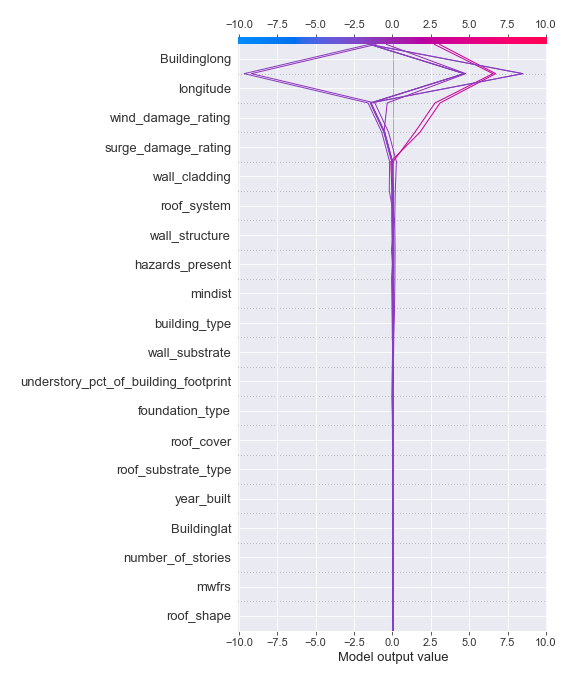 −10.0 −7.5 −5.0 −2.5 0.0 2.5 5.0 7.5 10.0
Buildinglong
longitude
wind_damage_rating
surge_damage_rating
wall_cladding
roof_system
wall_structure
hazards_present
mindist
building_type
wall_substrate
understory_pct_of_building_footprint
foundation_type
roof_cover
roof_substrate_type
year_built
Buildinglat
number_of_stories
mwfrs
roof_shape
−10.0 −7.5 −5.0 −2.5 0.0 2.5 5.0 7.5 10.0
Model output value